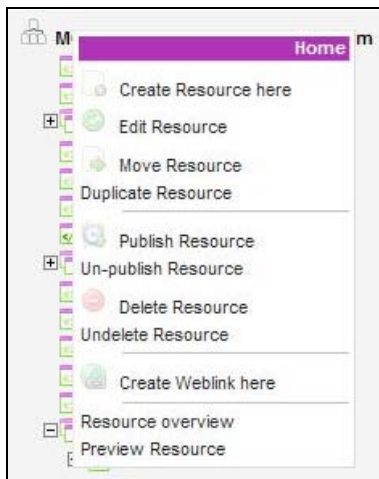 M
Home
m
Create Resource here
Edit Resource
Move Resource
Duplicate Resource
Publish Resource
Un-publish Resource
Delete Resource
Undelete Resource
Create Weblink here
Resource overview
Preview Resource